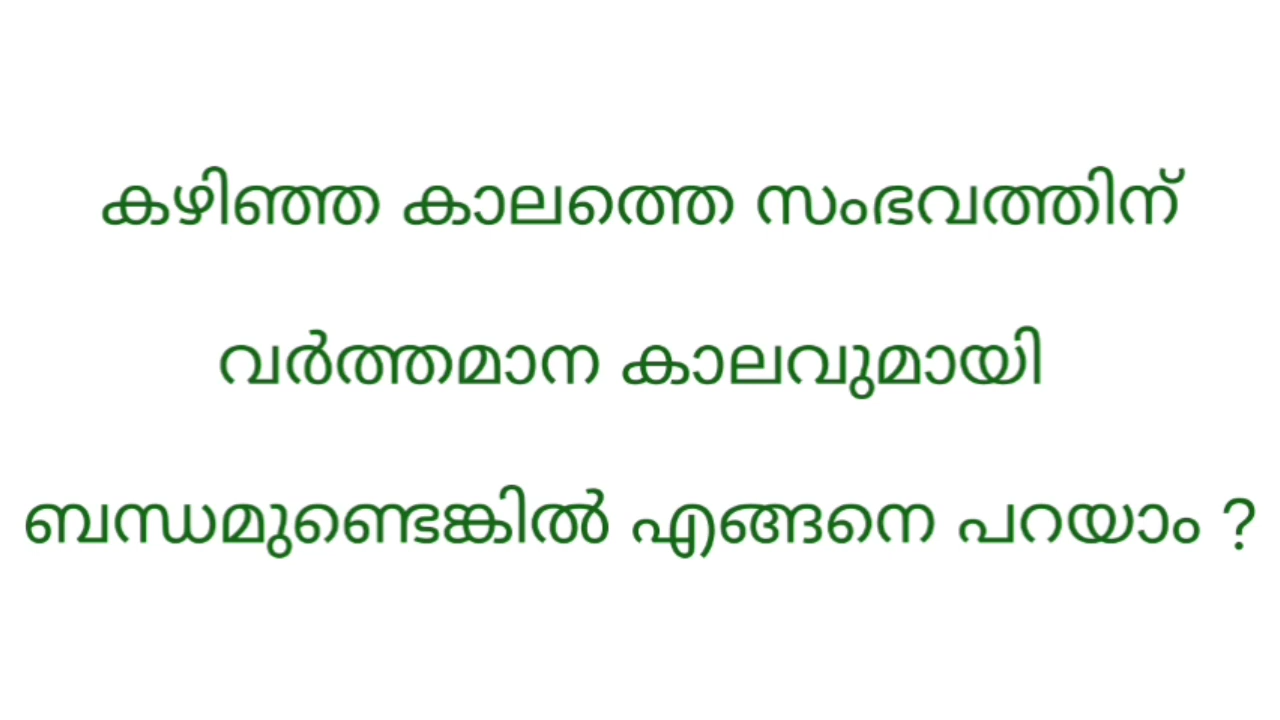 കഴിഞ്ഞ കാലത്തെ സംഭവത്തിന്
വർത്തമാന കാലവുമായി
ബന്ധമുണ്ടെങ്കിൽ എങ്ങനെ പറയാം ?